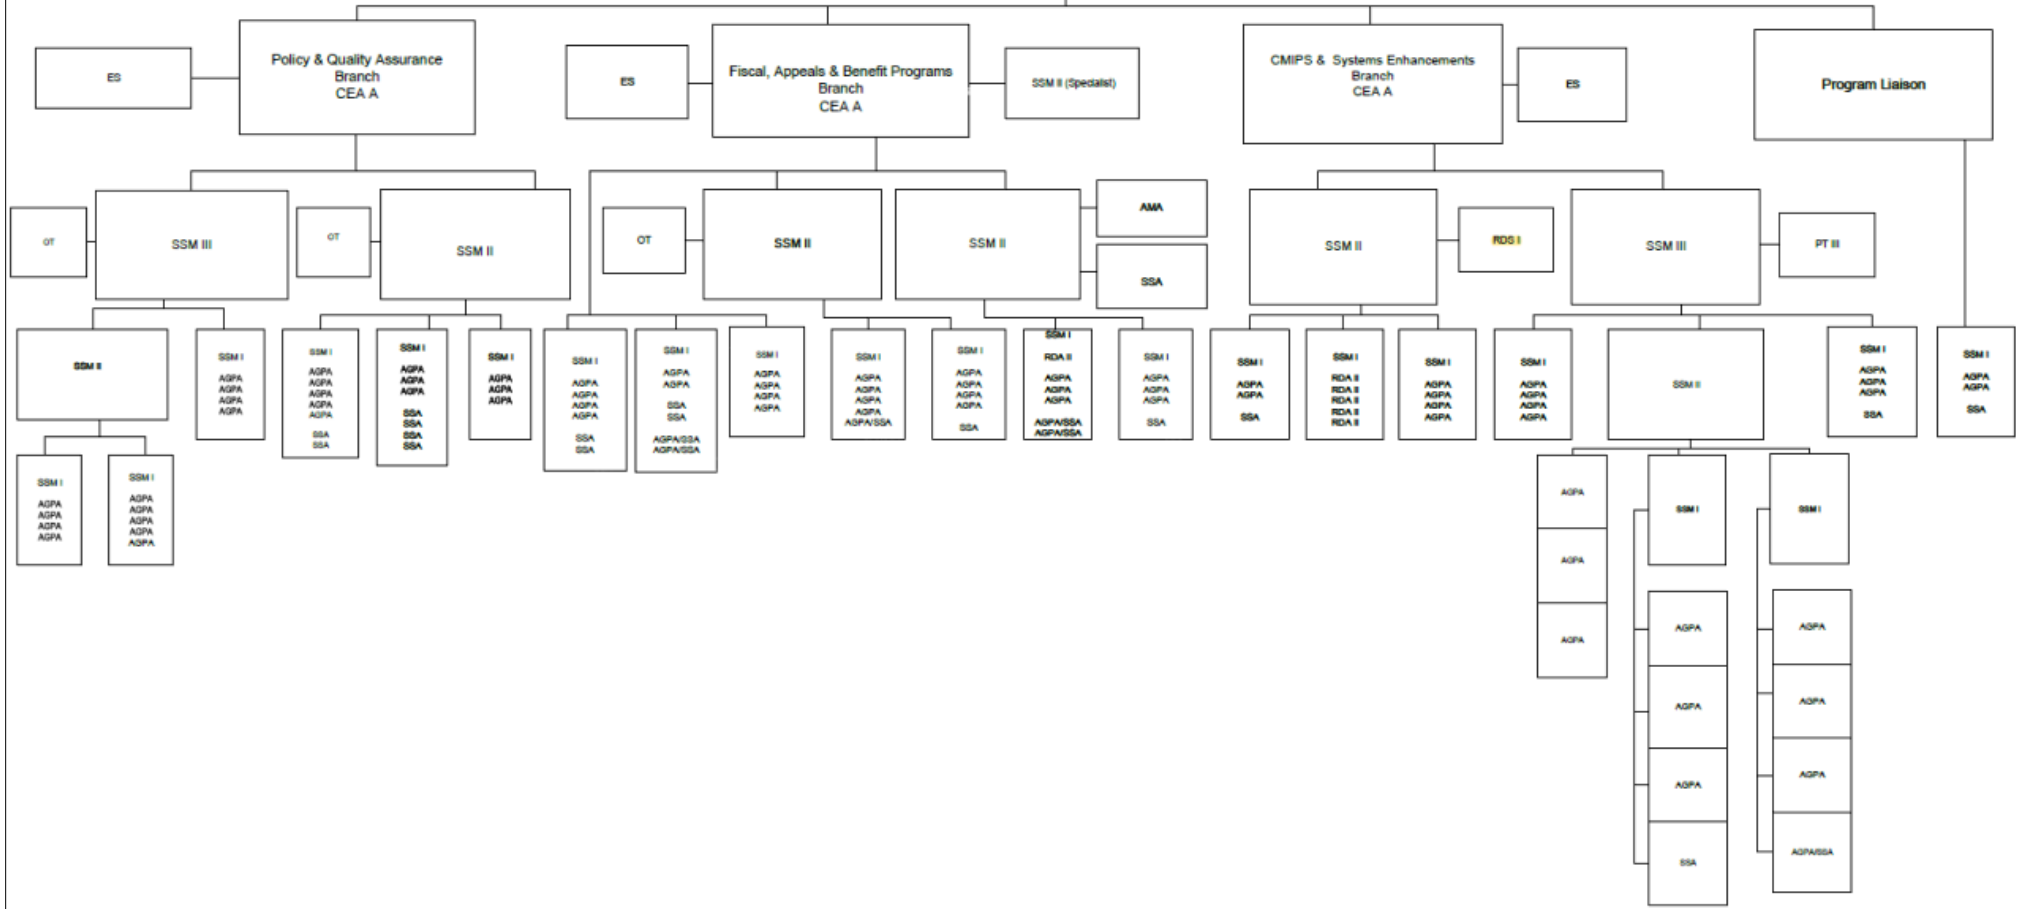 ES
Policy & Quality Assurance
Branch
CEA A
ES
Fiscal, Appeals & Benefit Programs
Branch
CEA A
SSM II (Specialist)
CMIPS & Systems Enhancements
Branch
CEA A
ES
Program Liaison
OT
SSM III
OT
SSM II
OT
SSM II
SSM II
AMA
SSA
SSM II
RDS I
SSM III
PT III
SSM II
SSM I
AGPA
AGPA
AGPA
AGPA
SSM I
AGPA
AGPA
AGPA
AGPA
AGPA
SSA
SSA
SSM I
AGPA
AGPA
AGPA
SSA
SSA
SSA
SSA
SSM I
AGPA
AGPA
AGPA
SSM I
AGPA
AGPA
AGPA
AGPA
SSA
SSA
SSM I
AGPA
AGPA
SSA
SSA
AGPA/SSA
AGPA/SSA
SSM I
AGPA
AGPA
AGPA
AGPA
SSM I
AGPA
AGPA
AGPA
AGPA
AGPA/SSA
SSM I
AGPA
AGPA
AGPA
AGPA
SSA
SSM I
RDA II
AGPA
AGPA
AGPA
AGPA/SSA
AGPA/SSA
SSM I
AGPA
AGPA
AGPA
SSA
SSM I
AGPA
AGPA
SSA
SSM I
RDA II
RDA II
RDA II
RDA II
RDA II
SSM I
AGPA
AGPA
AGPA
AGPA
SSM I
AGPA
AGPA
AGPA
AGPA
SSM II
SSM I
AGPA
AGPA
AGPA
SSA
SSM I
AGPA
AGPA
SSA
SSM I
AGPA
AGPA
AGPA
AGPA
SSM I
AGPA
AGPA
AGPA
AGPA
AGPA
AGPA
AGPA
AGPA
SSM I
AGPA
AGPA
AGPA
SSA
SSM I
AGPA
AGPA
AGPA
AGPA/SSA